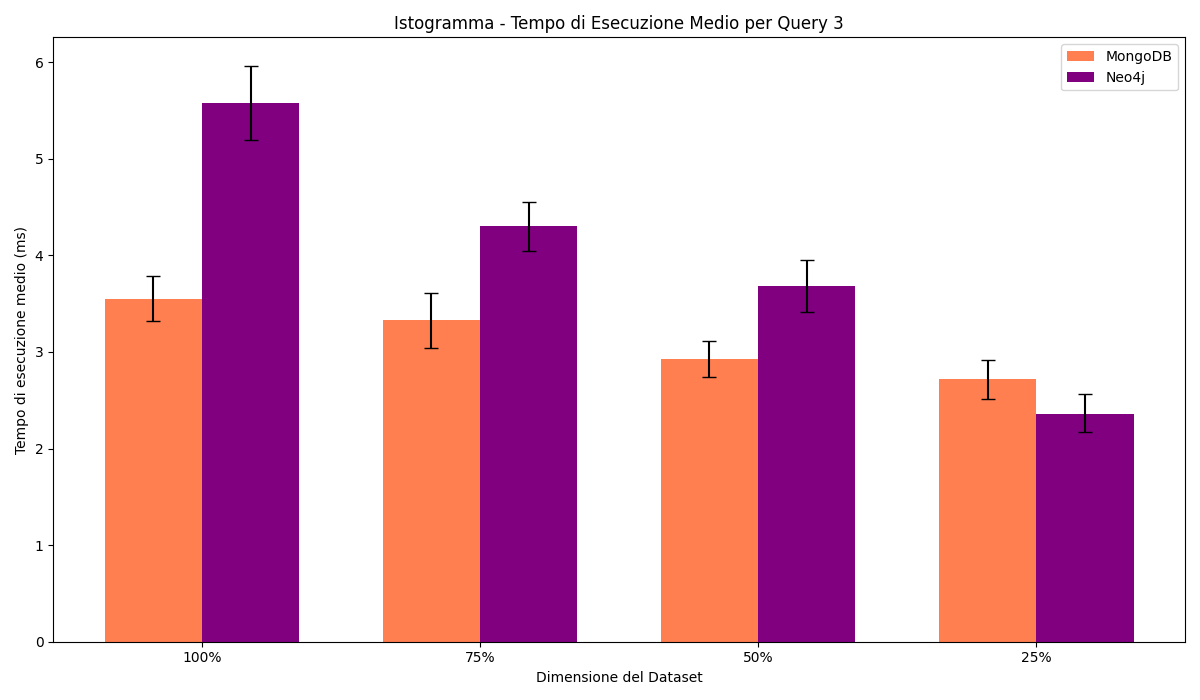 Istogramma - Tempo di Esecuzione Medio per Query 3
MongoDB
Neo4j
Tempo di esecuzione medio (ms)
6
5
4
3
2
1
0
100%
75%
50%
25%
Dimensione del Dataset